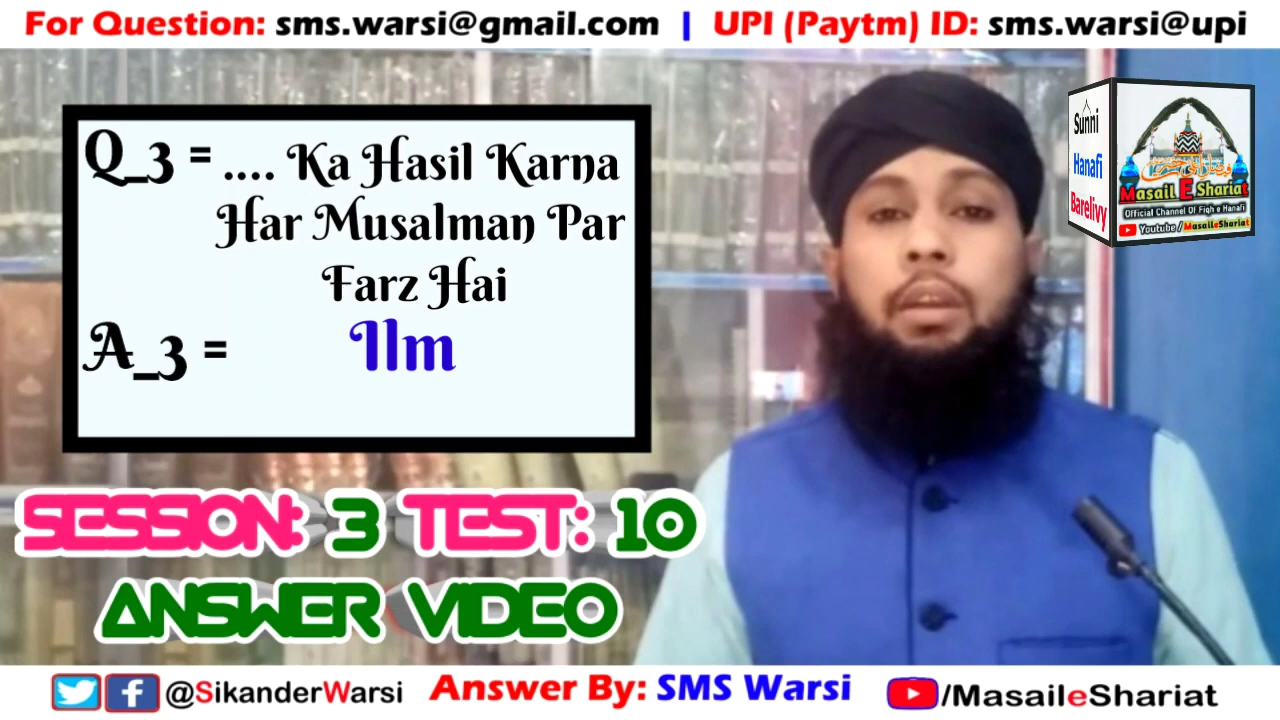 For Question: sms.warsi@gmail.com | UPI (Paytm) ID: sms.warsi@upi
Q_3 = .... Ka Hasil Karna
Har Musalman Par
Farz Hai
A_3 = Ilm
Sunni
Hanafi
Barelivy
Masail E Shariat
Official Channel Of Fiqh e Hanafi
Youtube/MasaileShariat
SESSION: 3 TEST: 10
ANSWER VIDEO
@SikanderWarsi Answer By: SMS Warsi /MasaileShariat